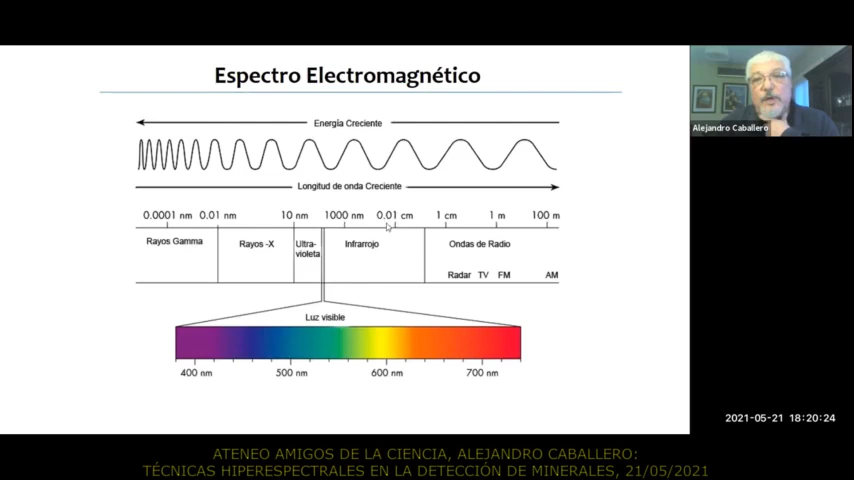 Espectro Electromagnético
Energía Creciente
Longitud de onda Creciente
0.0001 nm 0.01 nm 10 nm 1000 nm 0.01 cm 1 cm 1 m 100 m
Rayos Gamma Rayos -X Ultra- Infrarrojo Ondas de Radio
violeta
Radar TV FM AM
Luz visible
400 nm 500 nm 600 nm 700 nm
Alejandro Caballero
2021-05-21 18:20:24
ATENEO AMIGOS DE LA CIENCIA, ALEJANDRO CABALLERO:
TÉCNICAS HIPERESPECTRALES EN LA DETECCIÓN DE MINERALES, 21/05/2021